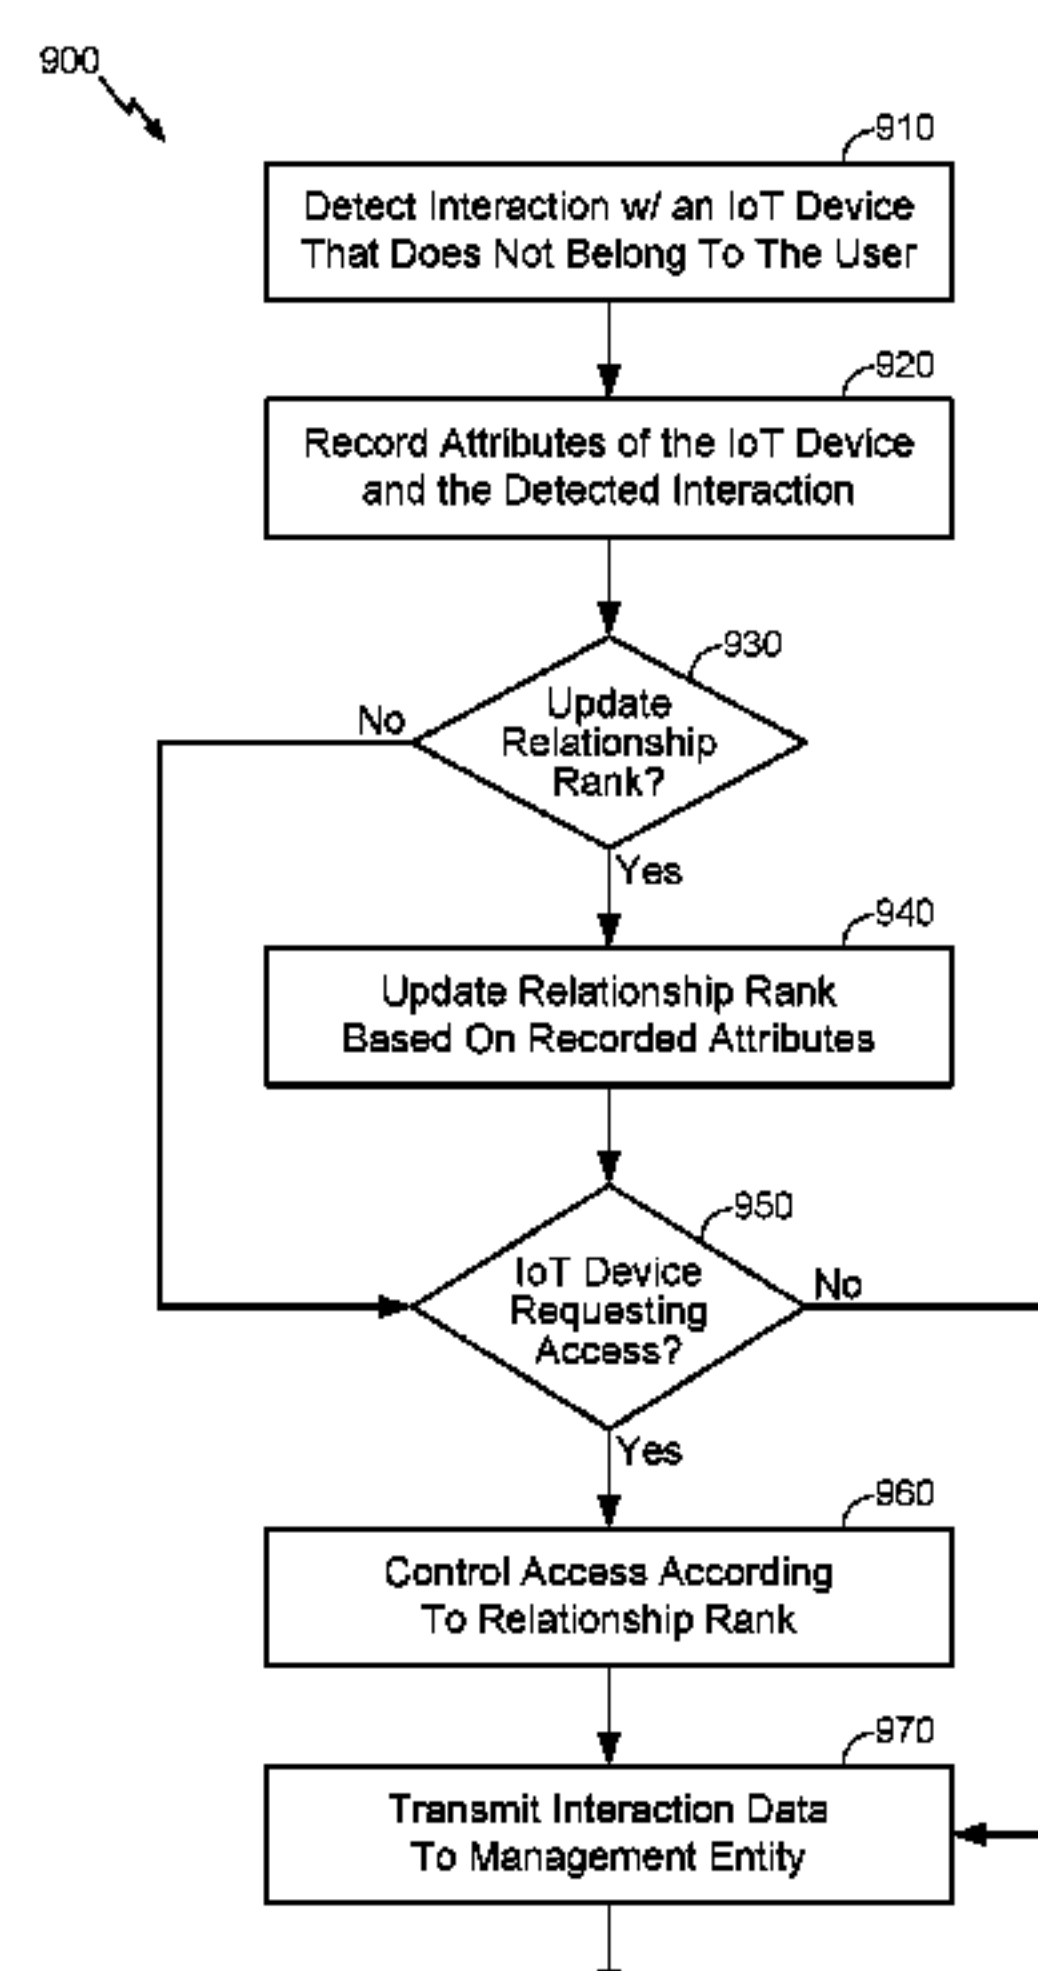 900
910
Detect Interaction w/ an IoT Device
That Does Not Belong To The User
920
Record Attributes of the IoT Device
and the Detected Interaction
930
Update
Relationship
Rank?
No
Yes
940
Update Relationship Rank
Based On Recorded Attributes
950
IoT Device
Requesting
Access?
No
Yes
960
Control Access According
To Relationship Rank
970
Transmit Interaction Data
To Management Entity